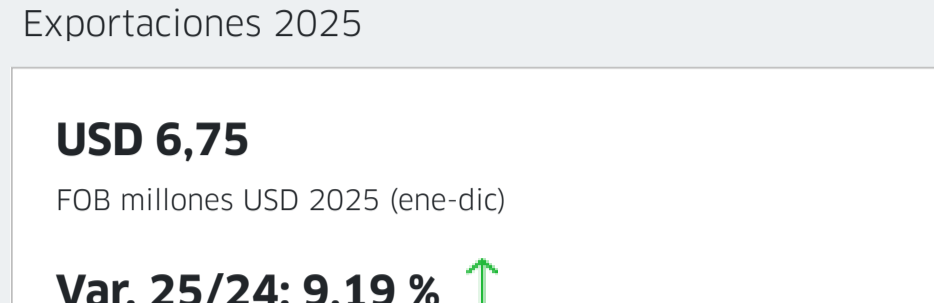 Exportaciones 2025
USD 6,75
FOB millones USD 2025 (ene-dic)
Var. 25/24: 9,19 %